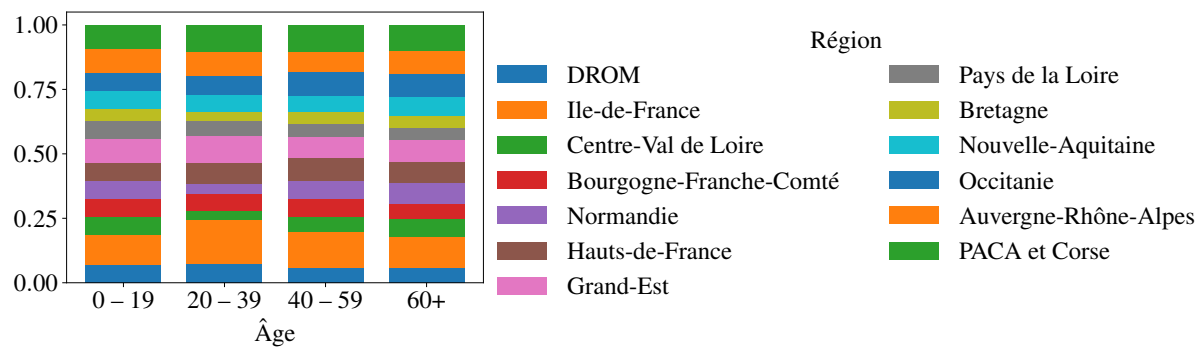 1.00
0.75
0.50
0.25
0.00
0 – 19
20 – 39
40 – 59
60+
Âge
Région
DROM
Ile-de-France
Centre-Val de Loire
Bourgogne-Franche-Comté
Normandie
Hauts-de-France
Grand-Est
Pays de la Loire
Bretagne
Nouvelle-Aquitaine
Occitanie
Auvergne-Rhône-Alpes
PACA et Corse